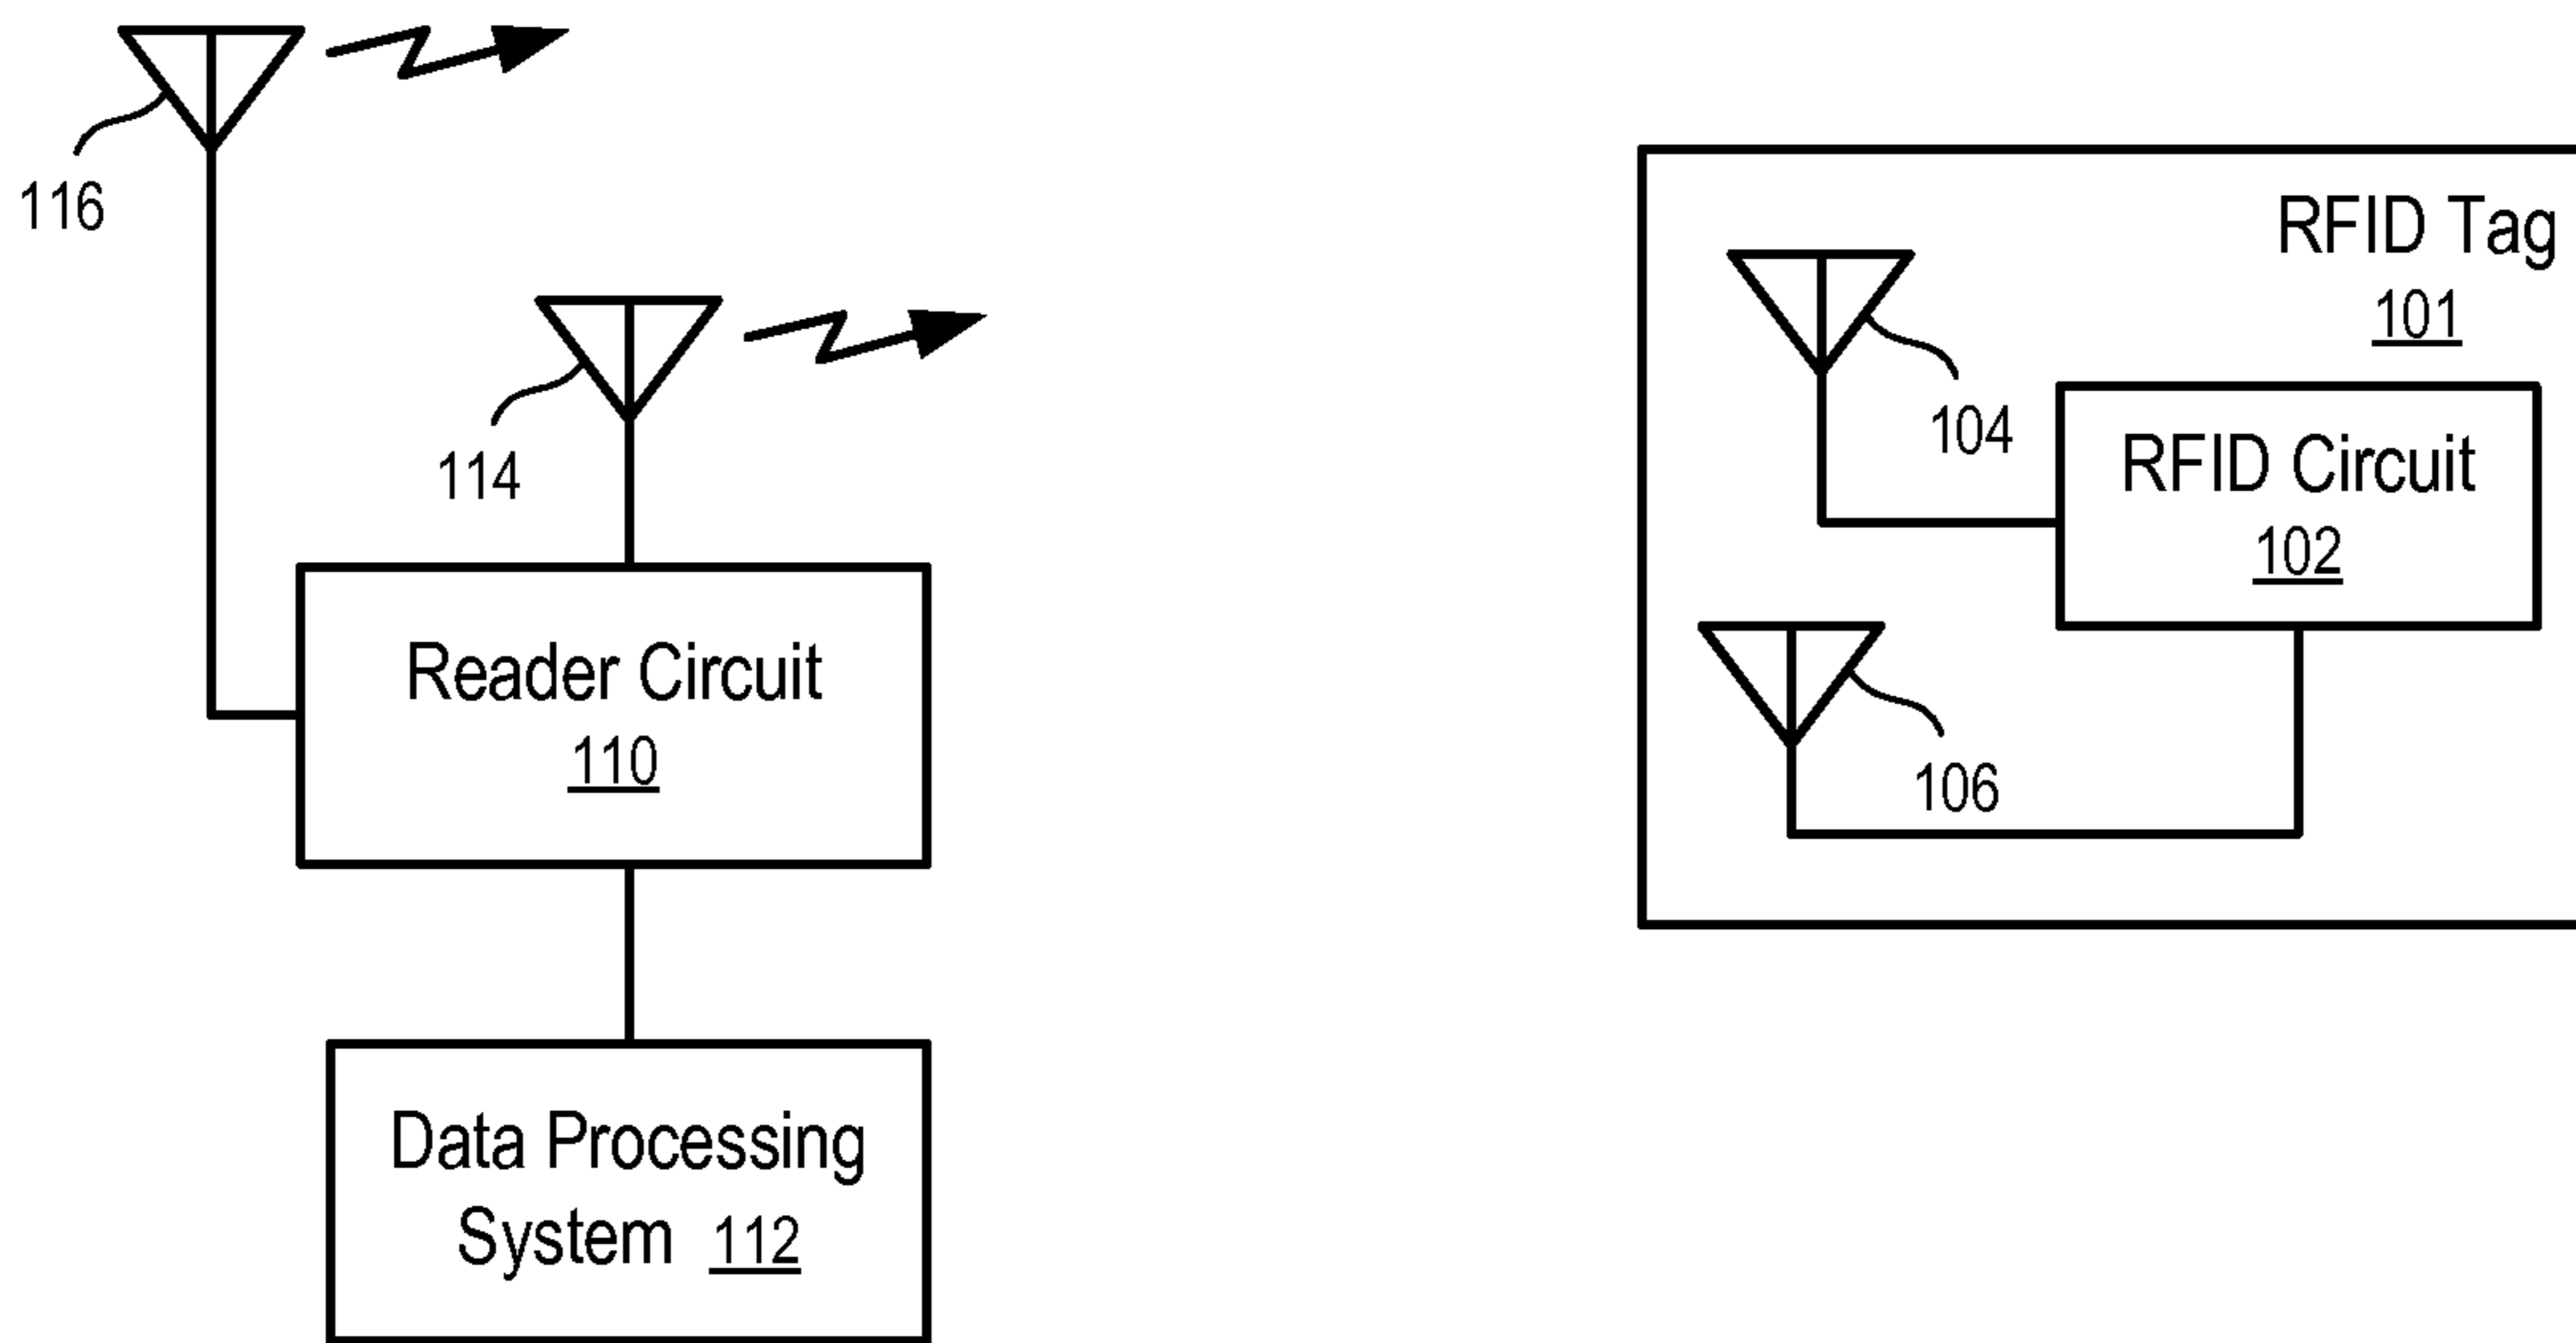 116
114
Reader Circuit
110
Data Processing
System 112
RFID Tag
101
104
RFID Circuit
102
106